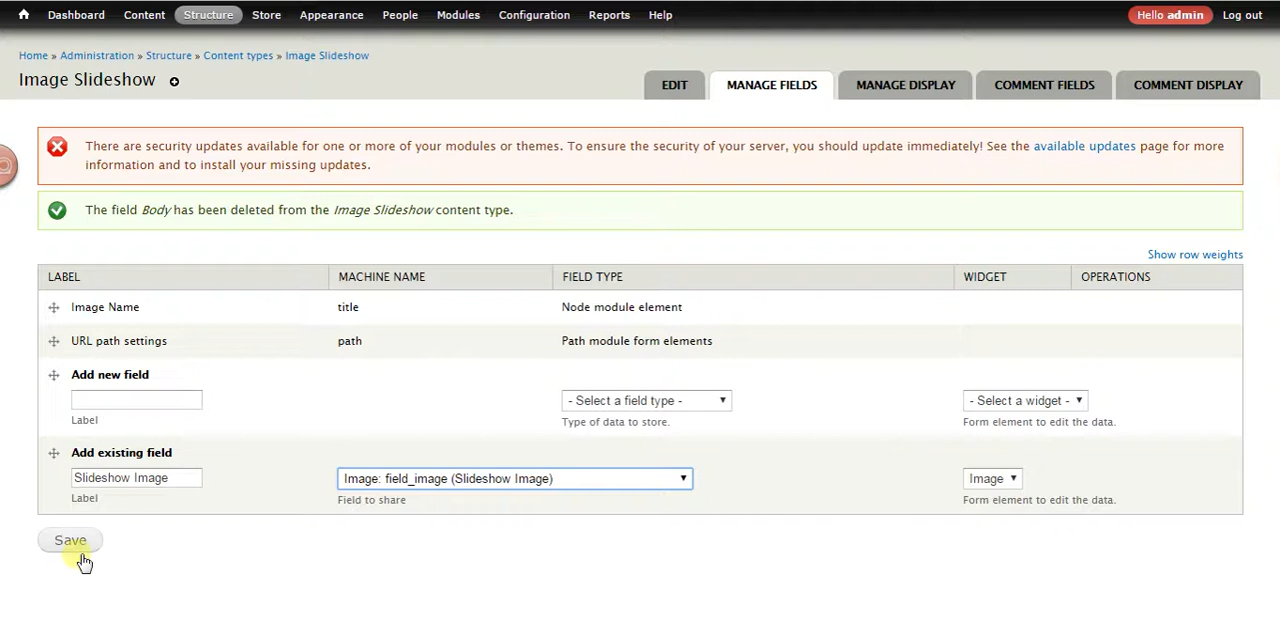 Dashboard Content Structure Store Appearance People Modules Configuration Reports Help Hello admin Log out
Home » Administration » Structure » Content types » Image Slideshow
Image Slideshow
EDIT MANAGE FIELDS MANAGE DISPLAY COMMENT FIELDS COMMENT DISPLAY
There are security updates available for one or more of your modules or themes. To ensure the security of your server, you should update immediately! See the available updates page for more
information and to install your missing updates.
The field Body has been deleted from the Image Slideshow content type.
Show row weights
LABEL MACHINE NAME FIELD TYPE WIDGET OPERATIONS
Image Name title Node module element
URL path settings path Path module form elements
Add new field
- Select a field type - - Select a widget -
Label Type of data to store. Form element to edit the data.
Add existing field
Slideshow Image Image: field_image (Slideshow Image) Image
Label Field to share Form element to edit the data.
Save